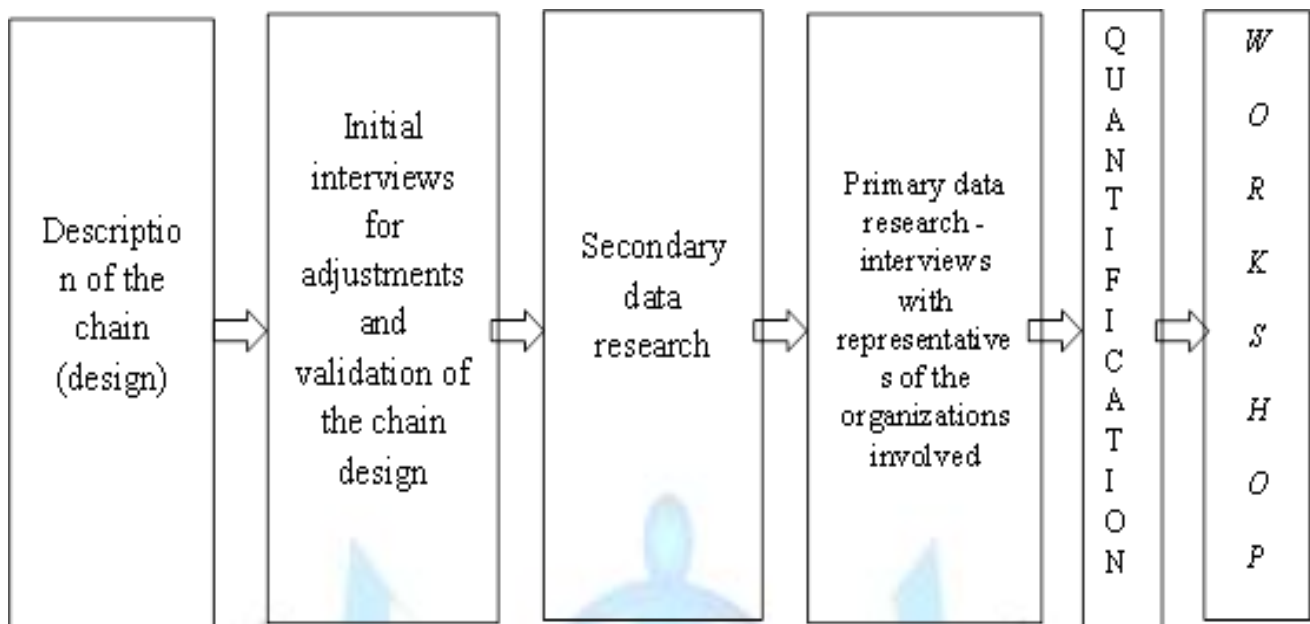 Descriptio
n of the
chain
(design)
Initial
interviews
for
adjustments
and
validation of
the chain
design
Secondary
data
research
Primary data
research -
interviews
with
representative
s of the
organizations
involved
Q
U
A
N
T
I
F
I
C
A
T
I
O
N
W
O
R
K
S
H
O
P